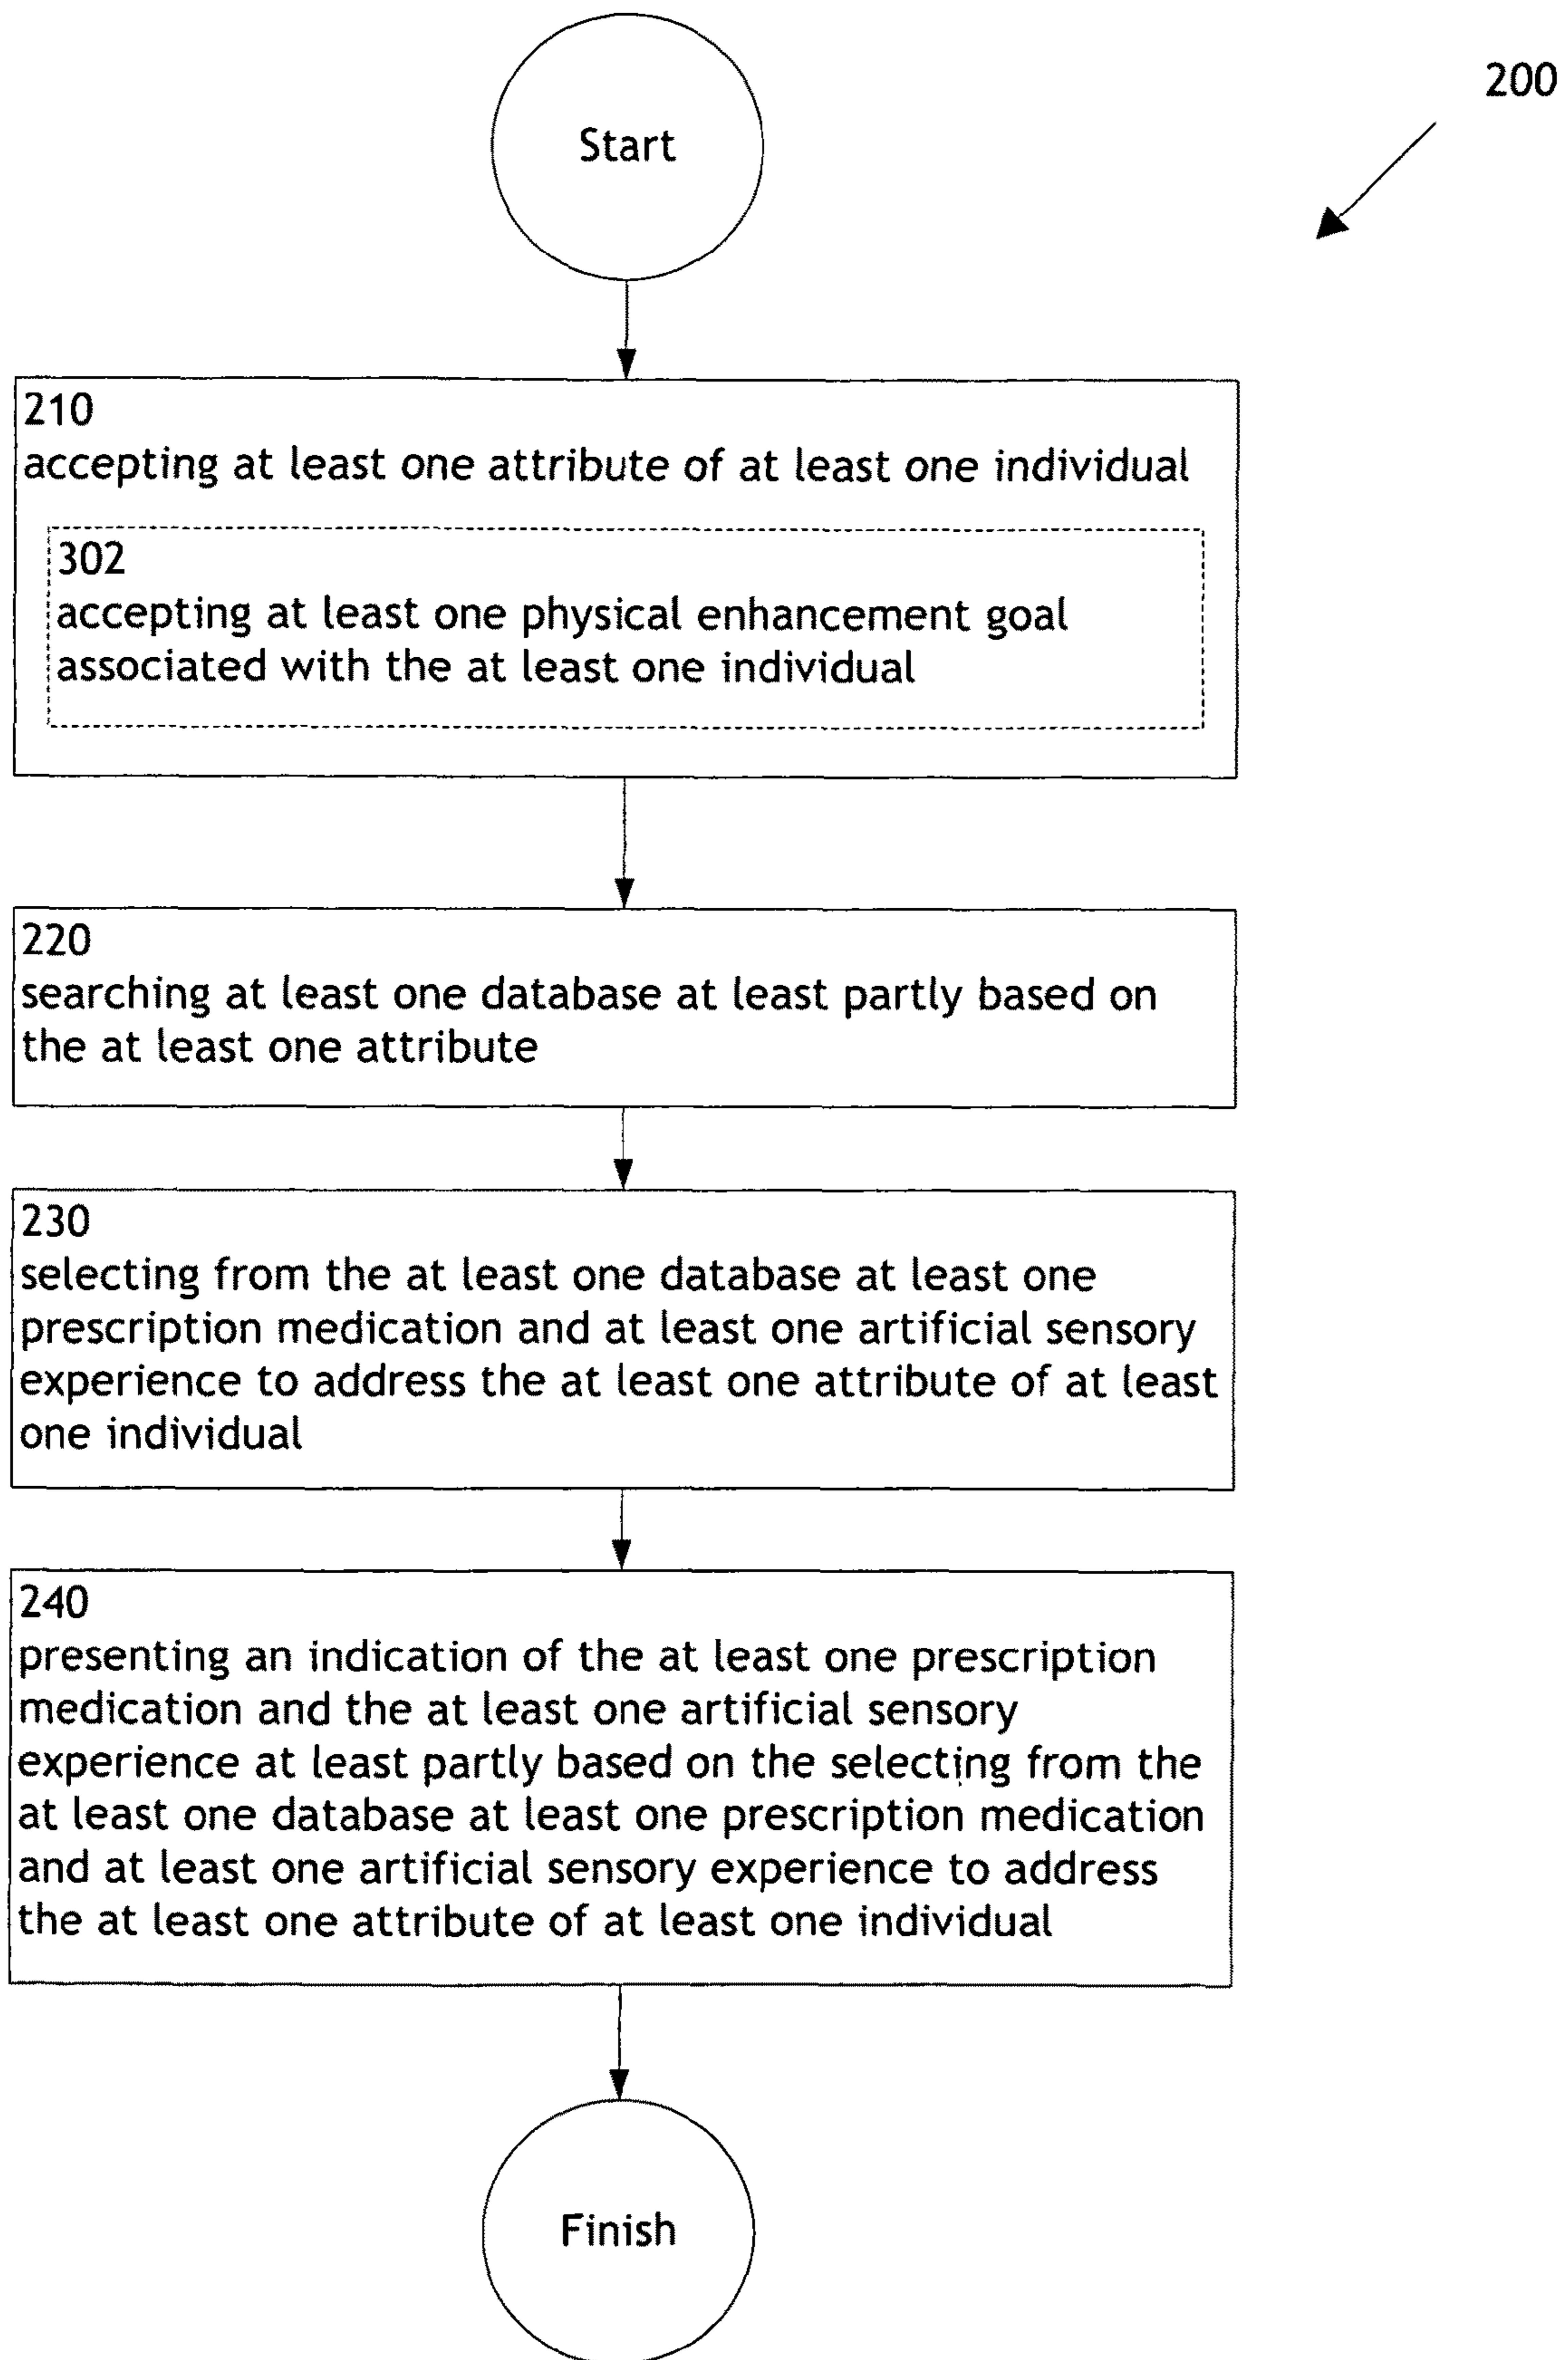 200
Start
210
accepting at least one attribute of at least one individual
302
accepting at least one physical enhancement goal
associated with the at least one individual
220
searching at least one database at least partly based on
the at least one attribute
230
selecting from the at least one database at least one
prescription medication and at least one artificial sensory
experience to address the at least one attribute of at least
one individual
240
presenting an indication of the at least one prescription
medication and the at least one artificial sensory
experience at least partly based on the selecting from the
at least one database at least one prescription medication
and at least one artificial sensory experience to address
the at least one attribute of at least one individual
Finish